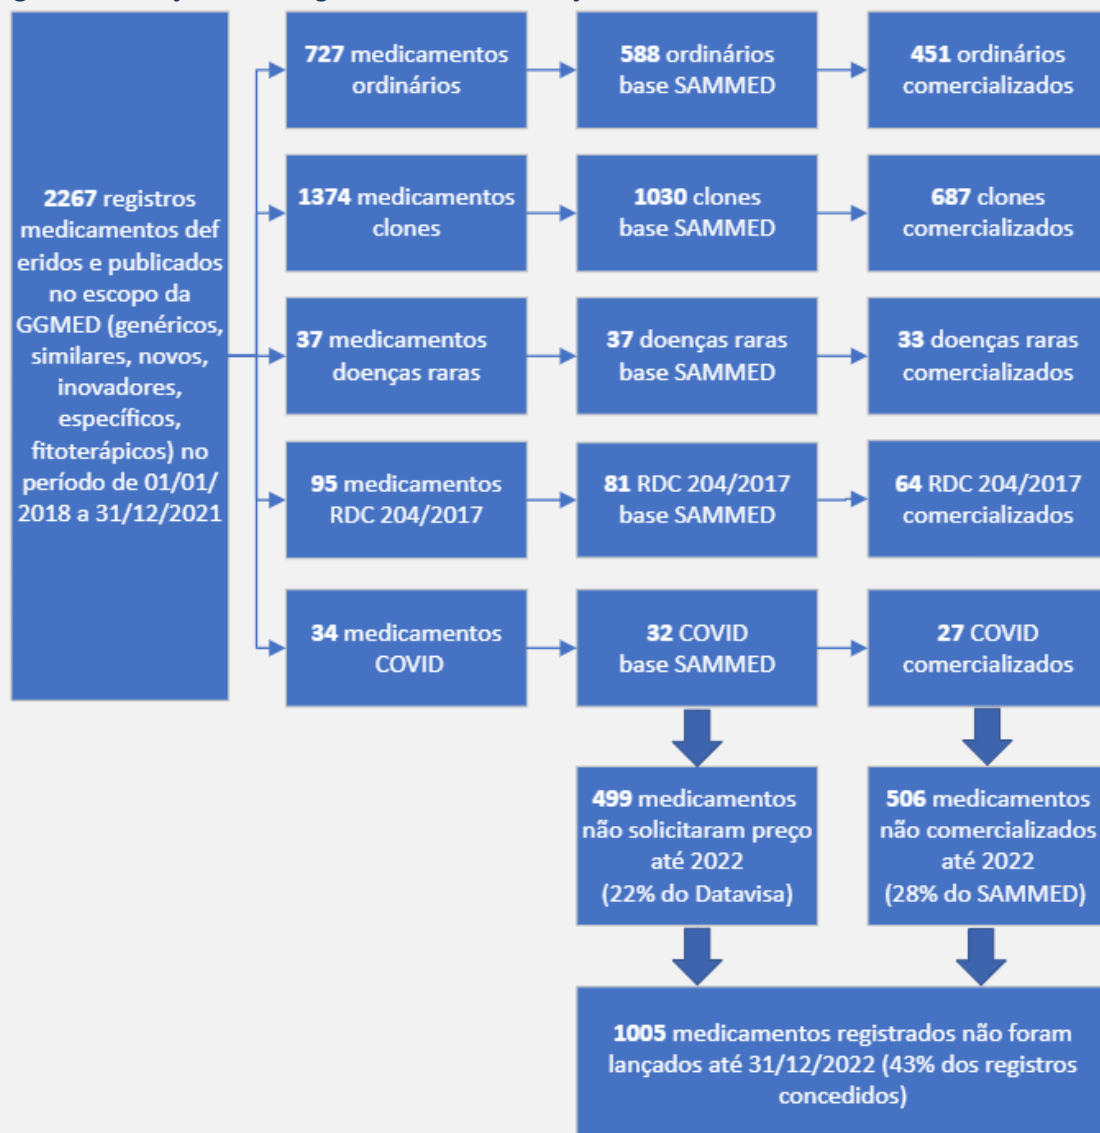 2267 registros
medicamentos def
eridos e publicados
no escopo da
GGMED (genéricos,
similares, novos,
inovadores,
específicos,
fitoterápicos) no
período de 01/01/
2018 a 31/12/2021
727 medicamentos
ordinários
588 ordinários
base SAMMED
451 ordinários
comercializados
1374 medicamentos
clones
1030 clones
base SAMMED
687 clones
comercializados
37 medicamentos
doenças raras
37 doenças raras
base SAMMED
33 doenças raras
comercializados
95 medicamentos
RDC 204/2017
81 RDC 204/2017
base SAMMED
64 RDC 204/2017
comercializados
34 medicamentos
COVID
32 COVID
base SAMMED
27 COVID
comercializados
499 medicamentos
não solicitaram preço
até 2022
(22% do Datavisa)
506 medicamentos
não comercializados
até 2022
(28% do SAMMED)
1005 medicamentos registrados não foram
lançados até 31/12/2022 (43% dos registros
concedidos)